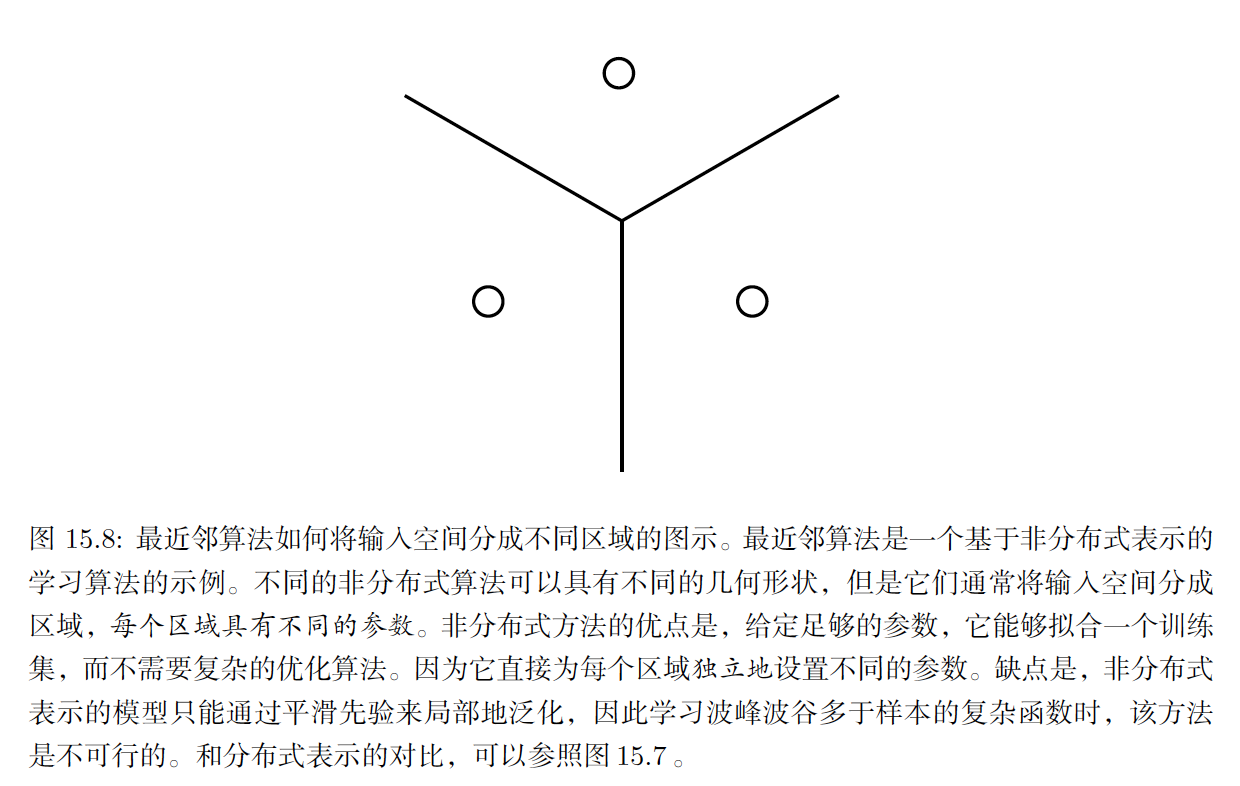 图 15.8: 最近邻算法如何将输入空间分成不同区域的图示。最近邻算法是一个基于非分布式表示的
学习算法的示例。不同的非分布式算法可以具有不同的几何形状，但是它们通常将输入空间分成
区域，每个区域具有不同的参数。非分布式方法的优点是，给定足够的参数，它能够拟合一个训练
集，而不需要复杂的优化算法。因为它直接为每个区域独立地设置不同的参数。缺点是，非分布式
表示的模型只能通过平滑先验来局部地泛化，因此学习波峰波谷多于样本的复杂函数时，该方法
是不可行的。和分布式表示的对比，可以参照图 15.7 。